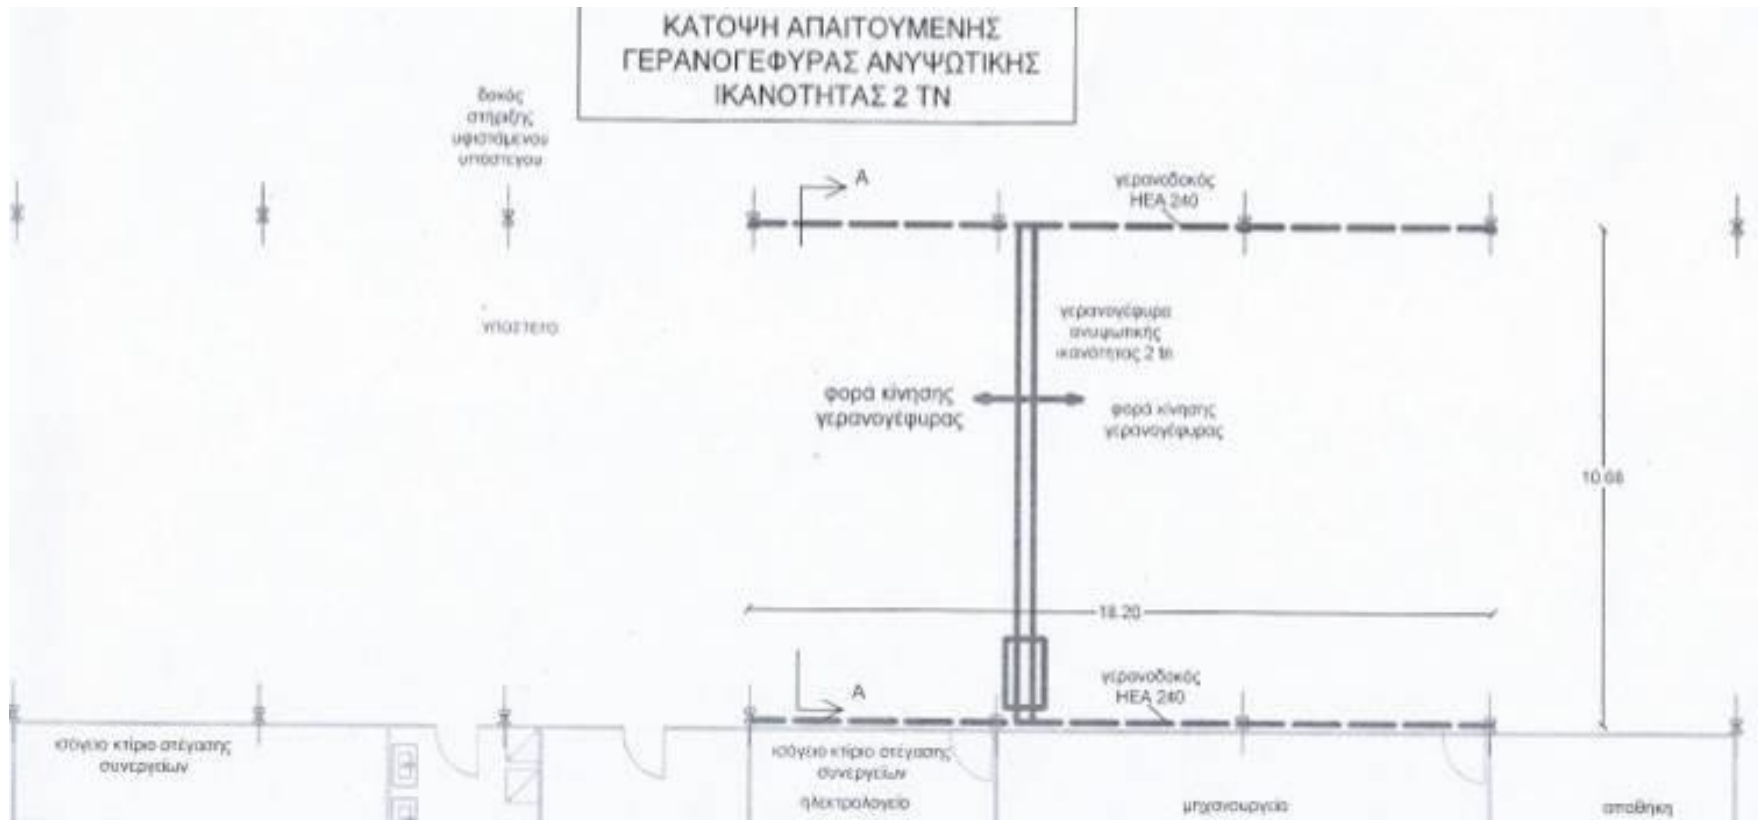 ΚΑΤΟΨΗ ΑΠΑΙΤΟΥΜΕΝΗΣ
ΓΕΡΑΝΟΓΕΦΥΡΑΣ ΑΝΥΨΩΤΙΚΗΣ
ΙΚΑΝΟΤΗΤΑΣ 2 ΤΝ
δοκός
στήριξης
υφιστάμενου
υποστεγου
A
γερανοδοκός
HEA 240
ΥΠΟΣΤΕΓΟ
γερανογέφυρα
ανυψωτικής
ικανότητας 2 tn
φορά κίνησης
γερανογέφυρας
φορά κίνησης
γερανογέφυρας
10.68
18.20
γερανοδοκός
HEA 240
A
ισόγειο κτίριο στέγασης
συνεργείων
ισόγειο κτίριο στέγασης
συνεργείων
ηλεκτρολογείο
μηχανουργείο
αποθήκη